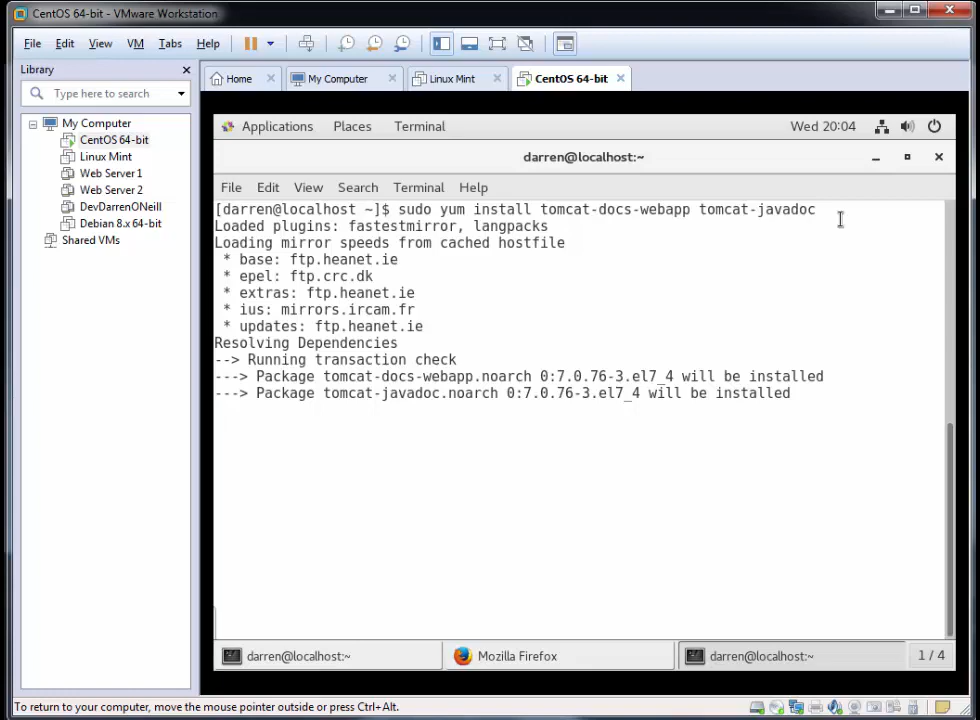 CentOS 64-bit - VMware Workstation
File Edit View VM Tabs Help
Library
Type here to search
My Computer
CentOS 64-bit
Linux Mint
Web Server1
Web Server 2
DevDarrenONeill
Debian 8.x 64-bit
Shared VMs
Home My Computer Linux Mint CentOS 64-bit
Applications Places Terminal Wed 20:04
darren@localhost:~
File Edit View Search Terminal Help
[darren@localhost ~]$ sudo yum install tomcat-docs-webapp tomcat-javadoc
Loaded plugins: fastestmirror, langpacks
Loading mirror speeds from cached hostfile
* base: ftp.heanet.ie
* epel: ftp.crc.dk
* extras: ftp.heanet.ie
* ius: mirrors.ircam.fr
* updates: ftp.heanet.ie
Resolving Dependencies
--> Running transaction check
---> Package tomcat-docs-webapp.noarch 0:7.0.76-3.el7_4 will be installed
---> Package tomcat-javadoc.noarch 0:7.0.76-3.el7_4 will be installed
darren@localhost:~ Mozilla Firefox darren@localhost:~ 1 / 4
To return to your computer, move the mouse pointer outside or press Ctrl+Alt.